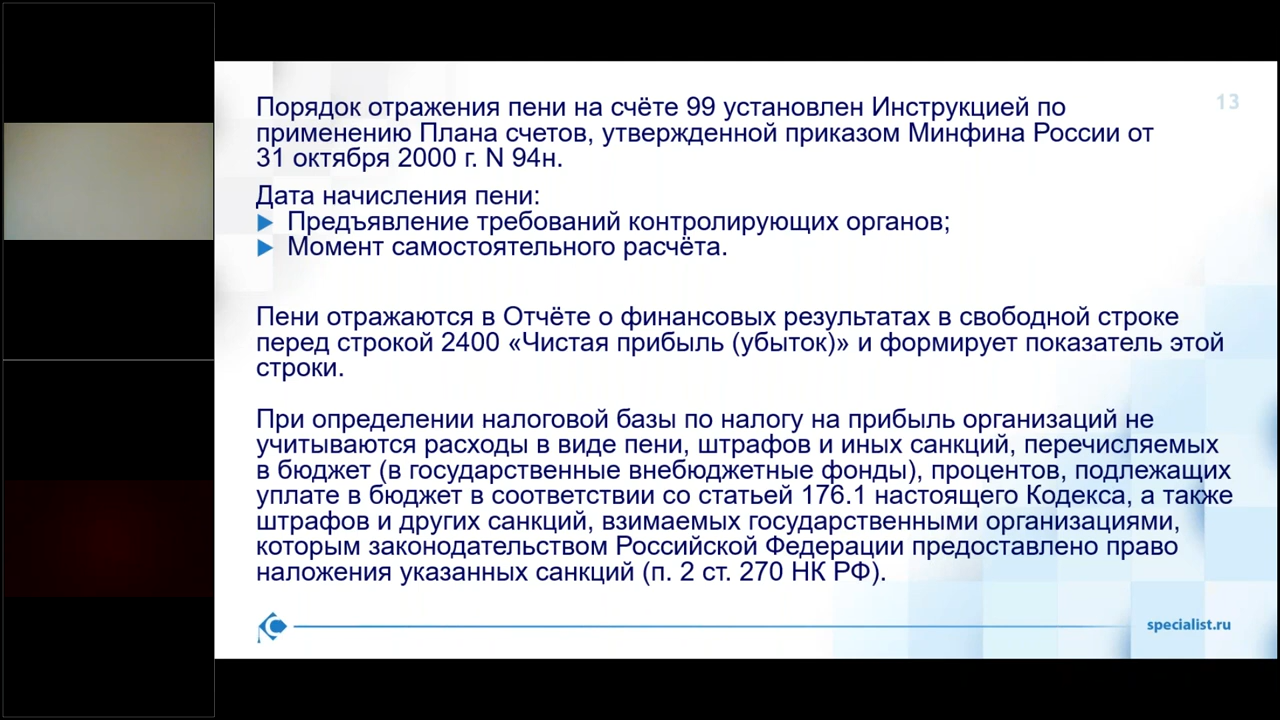 13
Порядок отражения пени на счёте 99 установлен Инструкцией по
применению Плана счетов, утвержденной приказом Минфина России от
31 октября 2000 г. N 94н.
Дата начисления пени:
Предъявление требований контролирующих органов;
Момент самостоятельного расчёта.
Пени отражаются в Отчёте о финансовых результатах в свободной строке
перед строкой 2400 «Чистая прибыль (убыток)» и формирует показатель этой
строки.
При определении налоговой базы по налогу на прибыль организаций не
учитываются расходы в виде пени, штрафов и иных санкций, перечисляемых
в бюджет (в государственные внебюджетные фонды), процентов, подлежащих
уплате в бюджет в соответствии со статьей 176.1 настоящего Кодекса, а также
штрафов и других санкций, взимаемых государственными организациями,
которым законодательством Российской Федерации предоставлено право
наложения указанных санкций (п. 2 ст. 270 НК РФ).
specialist.ru